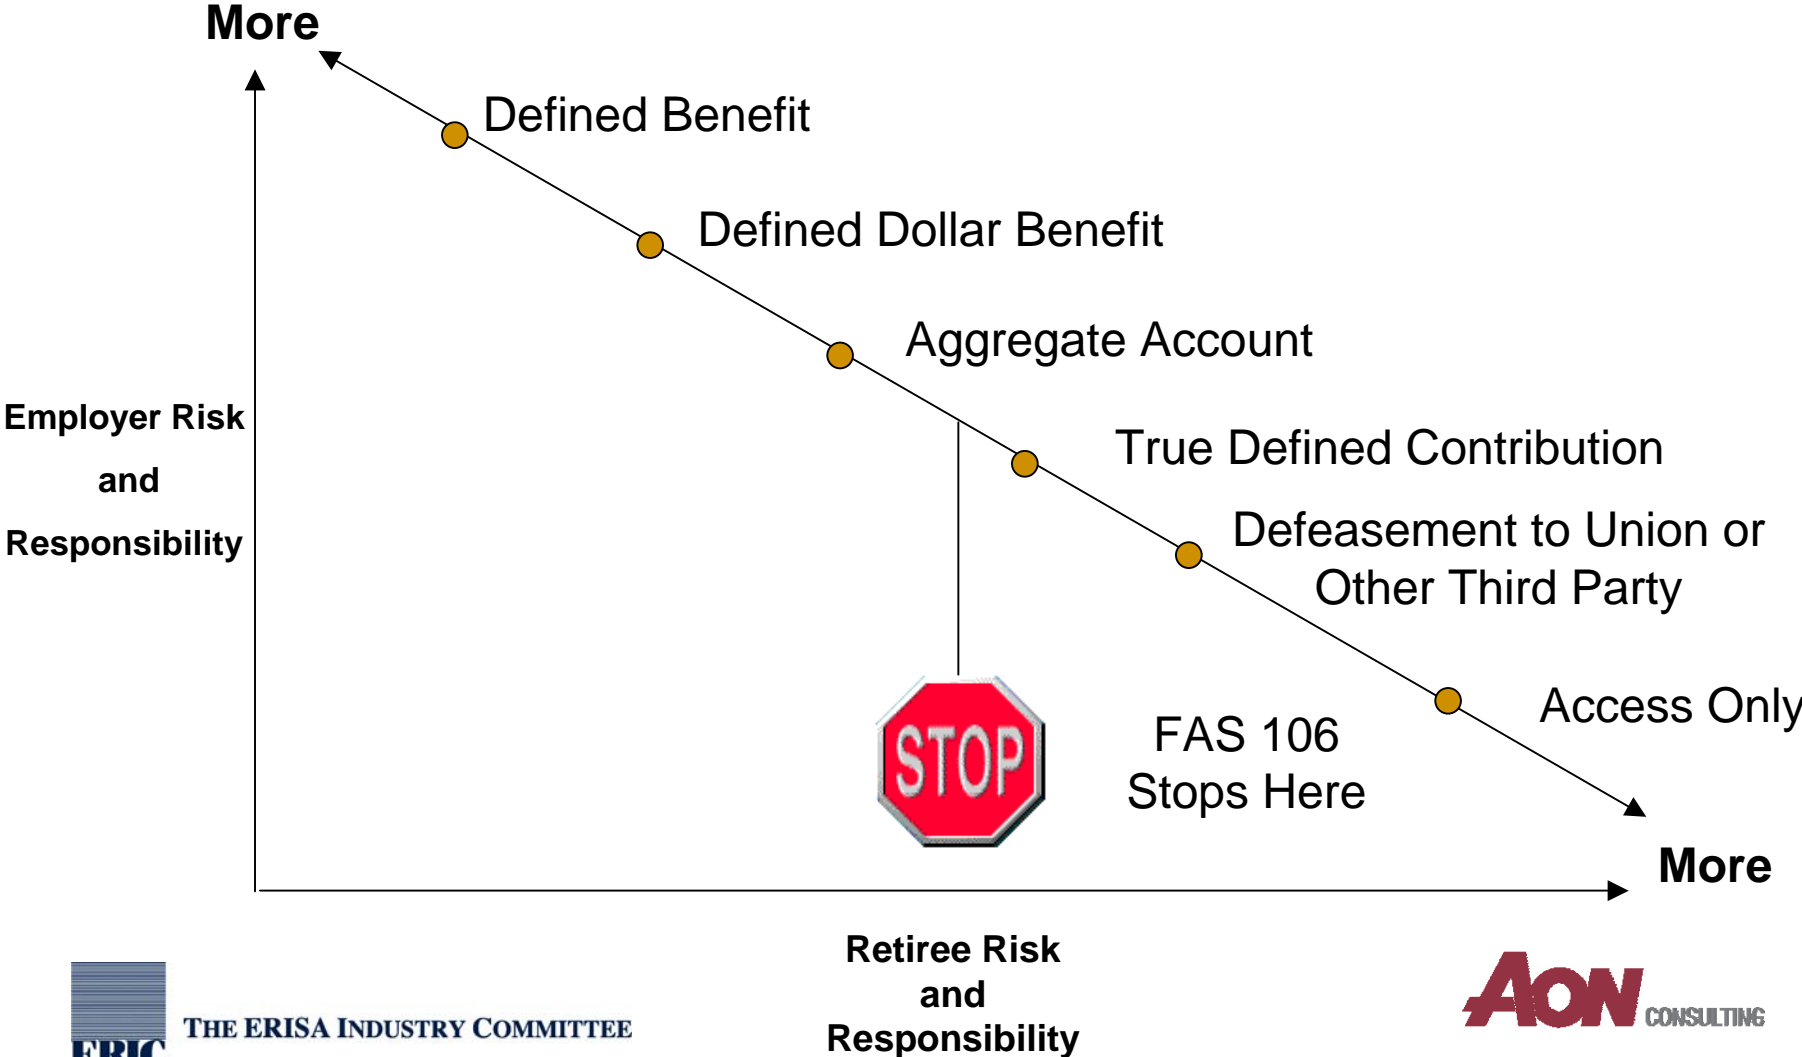 More
Defined Benefit
Defined Dollar Benefit
Aggregate Account
Employer Risk
and
Responsibility
True Defined Contribution
Defeasement to Union or
Other Third Party
Access Only
STOP
FAS 106
Stops Here
More
Retiree Risk
and
Responsibility
ERIC
THE ERISA INDUSTRY COMMITTEE
AON CONSULTING